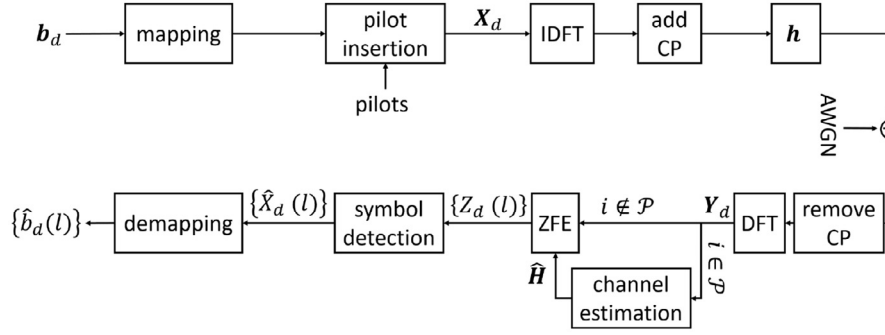 𝒃_d
mapping
pilot
insertion
𝑿_d
IDFT
add
CP
𝒉
pilots
AWGN
{b̂_d(l)}
demapping
{X̂_d (l)}
symbol
detection
{Z_d (l)}
ZFE
i ∉ 𝒫
𝒀_d
DFT
remove
CP
i ∈ 𝒫
Ĥ
channel
estimation